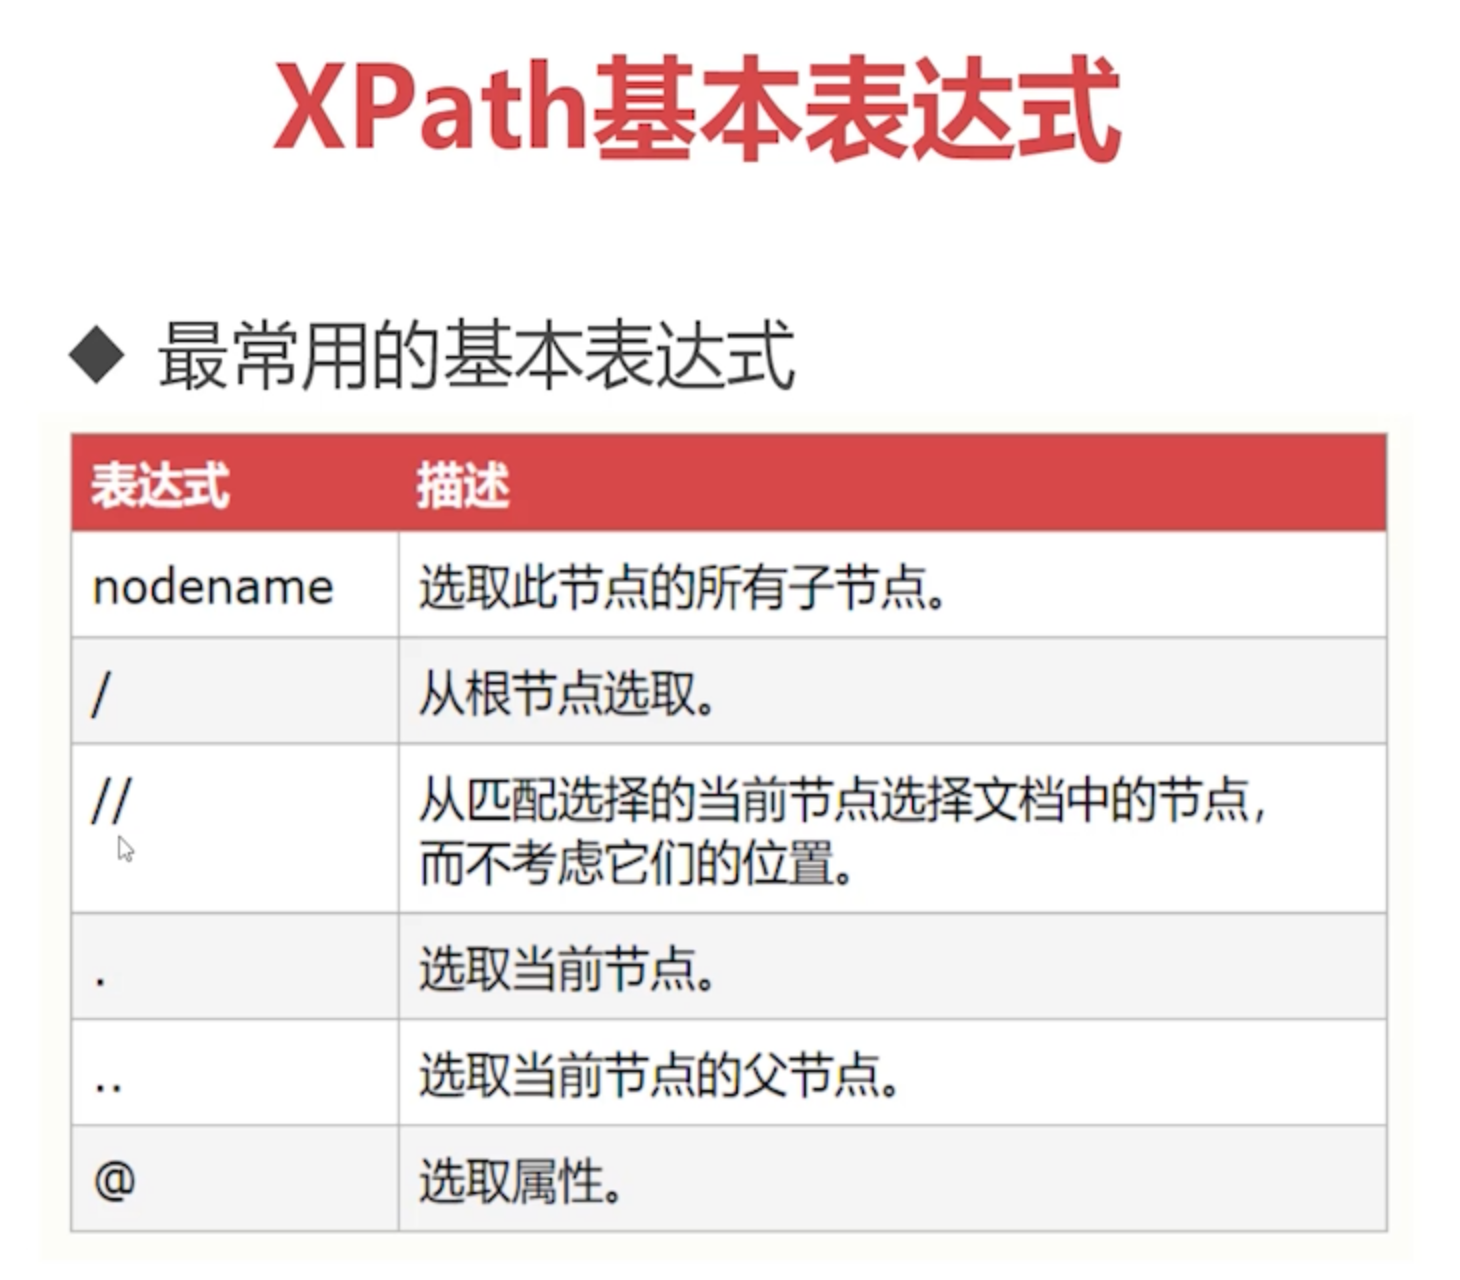 XPath基本表达式
◆ 最常用的基本表达式
表达式 描述
nodename 选取此节点的所有子节点。
/ 从根节点选取。
// 从匹配选择的当前节点选择文档中的节点，
而不考虑它们的位置。
. 选取当前节点。
.. 选取当前节点的父节点。
@ 选取属性。